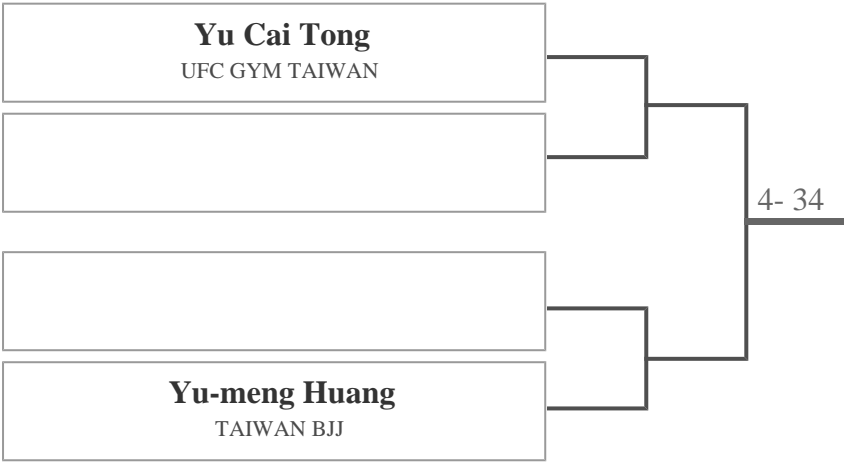 Yu Cai Tong
UFC GYM TAIWAN
4- 34
Yu-meng Huang
TAIWAN BJJ